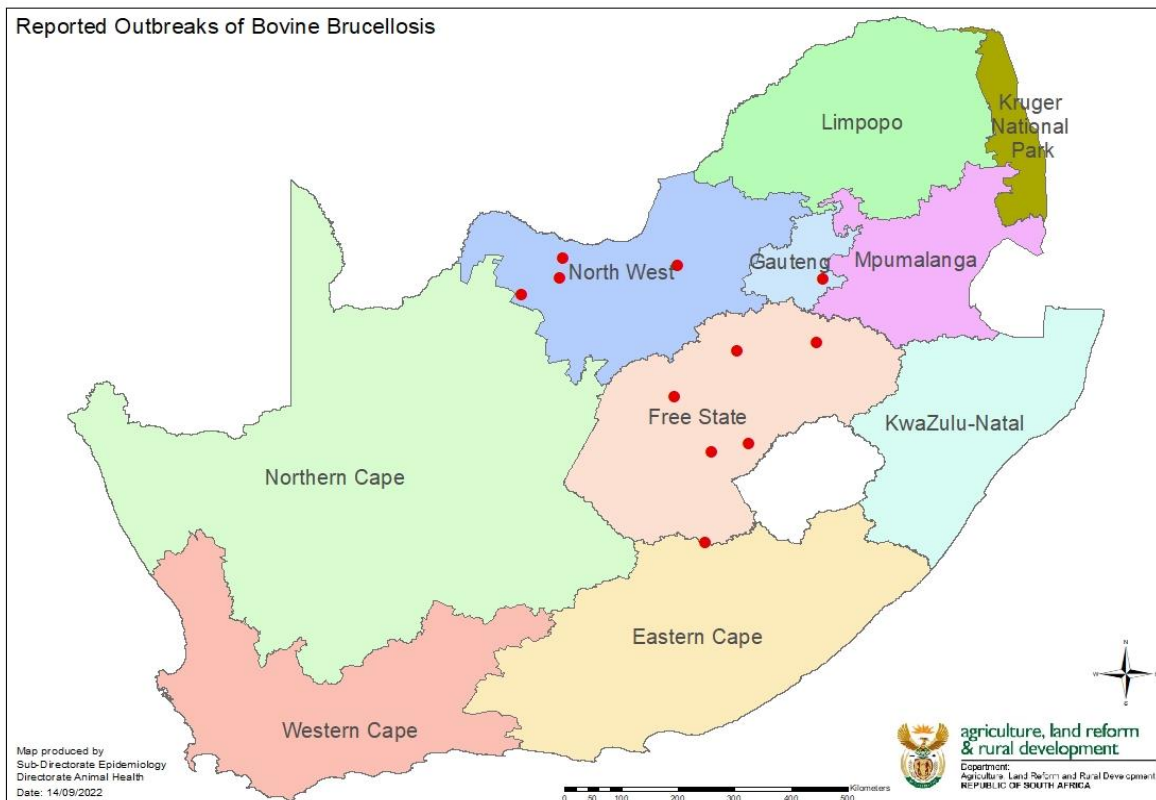 Reported Outbreaks of Bovine Brucellosis
Limpopo
Kruger
National
Park
North West
Gauteng
Mpumalanga
Free State
KwaZulu-Natal
Northern Cape
Eastern Cape
Western Cape
N
W
S
Map produced by
Sub-Directorate Epidemiology
Directorate Animal Health
Date: 14/09/2022
Kilometers
0 50 100 200 300 400 500
agriculture, land reform
& rural development
Department:
Agriculture, Land Reform and Rural Development
REPUBLIC OF SOUTH AFRICA